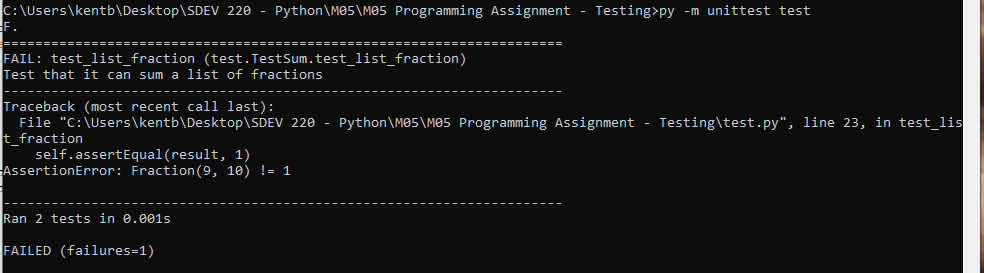 C:\Users\kentb\Desktop\SDEV 220 - Python\M05\M05 Programming Assignment - Testing>py -m unittest test
F.
======================================================================
FAIL: test_list_fraction (test.TestSum.test_list_fraction)
Test that it can sum a list of fractions
----------------------------------------------------------------------
Traceback (most recent call last):
  File "C:\Users\kentb\Desktop\SDEV 220 - Python\M05\M05 Programming Assignment - Testing\test.py", line 23, in test_lis
t_fraction
    self.assertEqual(result, 1)
AssertionError: Fraction(9, 10) != 1

----------------------------------------------------------------------
Ran 2 tests in 0.001s

FAILED (failures=1)